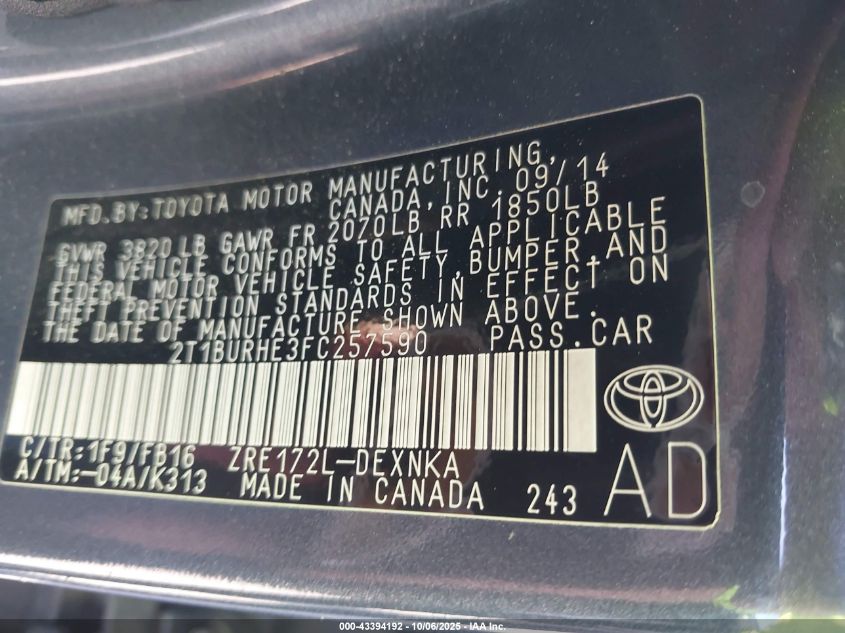 MFD. BY: TOYOTA MOTOR MANUFACTURING,
CANADA, INC. 09/14
GVWR 3820 LB GAWR FR 2070LB RR 1850LB
THIS VEHICLE CONFORMS TO ALL APPLICABLE
FEDERAL MOTOR VEHICLE SAFETY, BUMPER, AND
THEFT PREVENTION STANDARDS IN EFFECT ON
THE DATE OF MANUFACTURE SHOWN ABOVE.
2T1BURHE3FC257590 PASS. CAR
C/TR: 1F9/FB16 ZRE172L-DEXNKA
A/TM: -04A/K313 MADE IN CANADA 243
AD
000-43394192 - 10/06/2025 - IAA Inc.